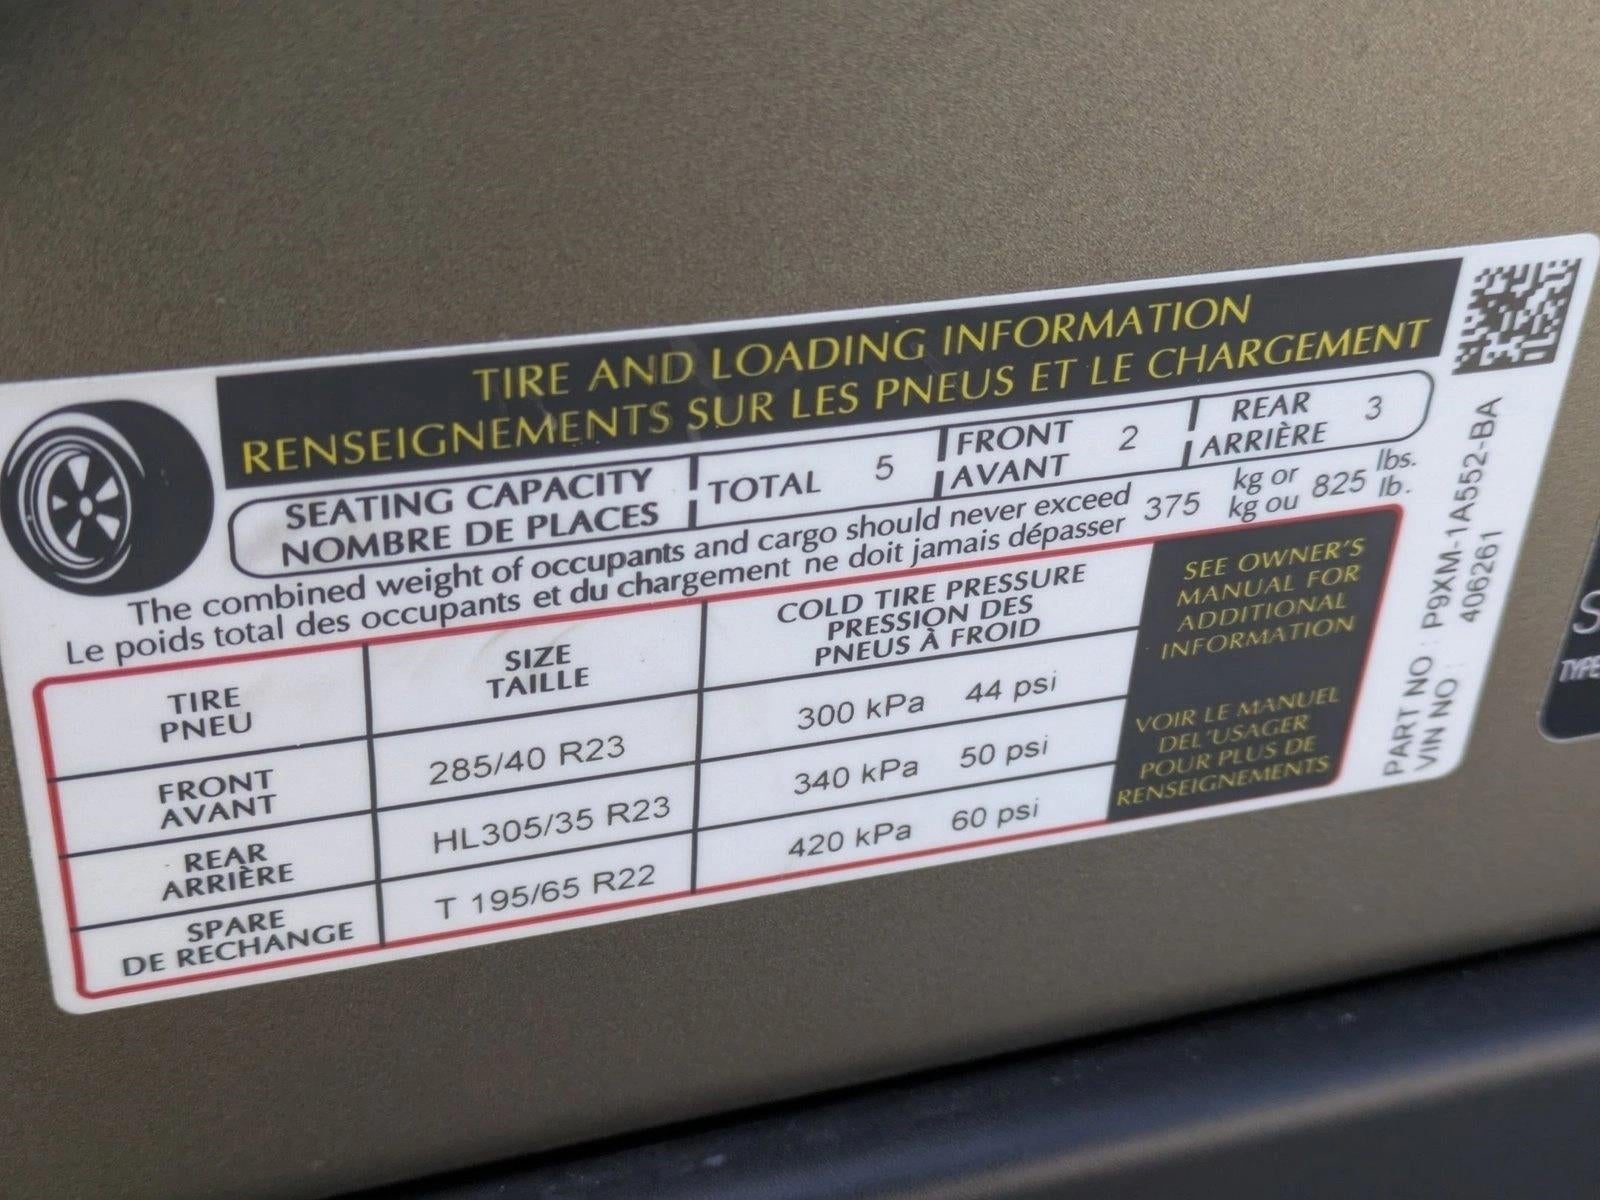 TIRE AND LOADING INFORMATION
RENSEIGNEMENTS SUR LES PNEUS ET LE CHARGEMENT
SEATING CAPACITY
NOMBRE DE PLACES
TOTAL 5
FRONT
AVANT
2
REAR
ARRIÈRE
3
The combined weight of occupants and cargo should never exceed
Le poids total des occupants et du chargement ne doit jamais dépasser
375
kg or
kg ou
825
lbs.
lb.
TIRE
PNEU
SIZE
TAILLE
COLD TIRE PRESSURE
PRESSION DES
PNEUS À FROID
FRONT
AVANT
285/40 R23
300 kPa 44 psi
REAR
ARRIÈRE
HL305/35 R23
340 kPa 50 psi
SPARE
DE RECHANGE
T 195/65 R22
420 kPa 60 psi
SEE OWNER'S
MANUAL FOR
ADDITIONAL
INFORMATION
VOIR LE MANUEL
DEL'USAGER
POUR PLUS DE
RENSEIGNEMENTS
PART NO : P9XM-1A552-BA
VIN NO : 406261
TYPE